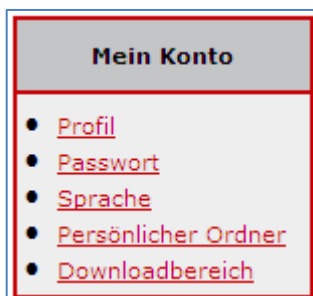 Mein Konto
Profil
Passwort
Sprache
Persönlicher Ordner
Downloadbereich